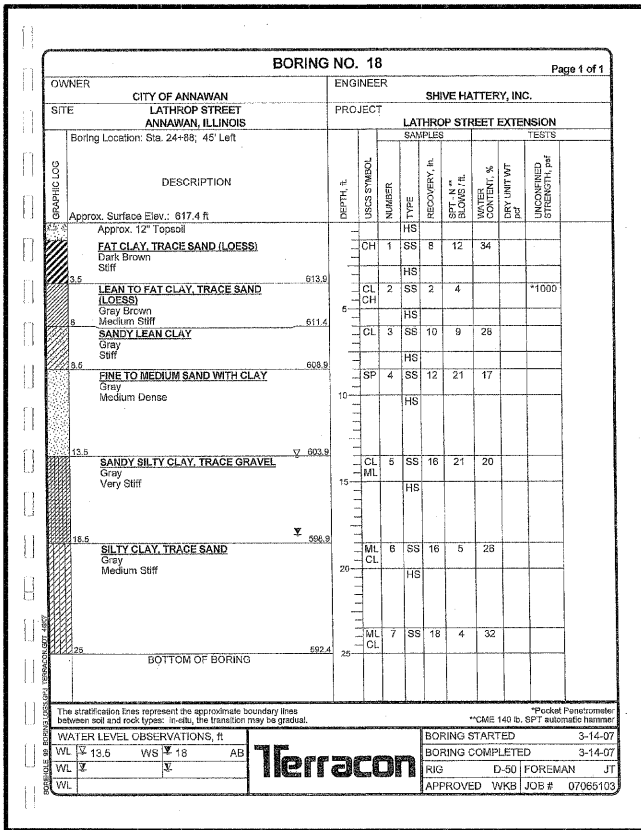 BORING NO. 18
Page 1 of 1
OWNER
CITY OF ANNAWAN
ENGINEER
SHIVE HATTERY, INC.
SITE
LATHROP STREET
ANNAWAN, ILLINOIS
PROJECT
LATHROP STREET EXTENSION
Boring Location: Sta. 24+88; 45' Left
SAMPLES
TESTS
GRAPHIC LOG
DESCRIPTION
DEPTH, ft.
USCS SYMBOL
NUMBER
TYPE
RECOVERY, in.
SPT - N **
BLOWS / ft.
WATER
CONTENT, %
DRY UNIT WT
pcf
UNCONFINED
STRENGTH, psf
Approx. Surface Elev.: 617.4 ft
Approx. 12" Topsoil
HS
FAT CLAY, TRACE SAND (LOESS)
CH 1 SS 8 12 34
Dark Brown
Stiff
HS
3.5 613.9
LEAN TO FAT CLAY, TRACE SAND
(LOESS)
CL 2 SS 2 4 *1000
CH
Gray Brown
5
Medium Stiff
HS
6 611.4
SANDY LEAN CLAY
CL 3 SS 10 9 26
Gray
Stiff
HS
8.5 608.9
FINE TO MEDIUM SAND WITH CLAY
SP 4 SS 12 21 17
Gray
Medium Dense
10
HS
13.5 603.9
SANDY SILTY CLAY, TRACE GRAVEL
CL 5 SS 16 21 20
ML
Gray
Very Stiff
15
HS
18.5 598.9
SILTY CLAY, TRACE SAND
ML 6 SS 16 5 26
CL
Gray
Medium Stiff
20
HS
ML 7 SS 18 4 32
CL
25 592.4
25
BOTTOM OF BORING
The stratification lines represent the approximate boundary lines
between soil and rock types: in-situ, the transition may be gradual.
*Pocket Penetrometer
**CME 140 lb. SPT automatic hammer
WATER LEVEL OBSERVATIONS, ft
WL 13.5 WS 18 AB
WL
WL
Terracon
BORING STARTED 3-14-07
BORING COMPLETED 3-14-07
RIG D-50 FOREMAN JT
APPROVED WKB JOB # 07065103